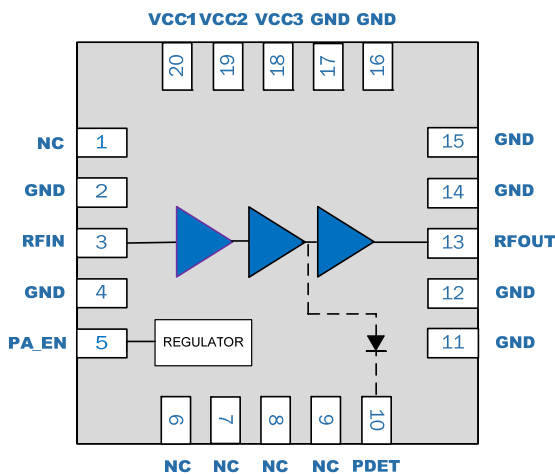 VCC1 VCC2 VCC3 GND GND
20 19 18 17 16
NC 1 15 GND
GND 2 14 GND
RFIN 3 13 RFOUT
GND 4 12 GND
PA_EN 5 REGULATOR 11 GND
6 7 8 9 10
NC NC NC NC PDET